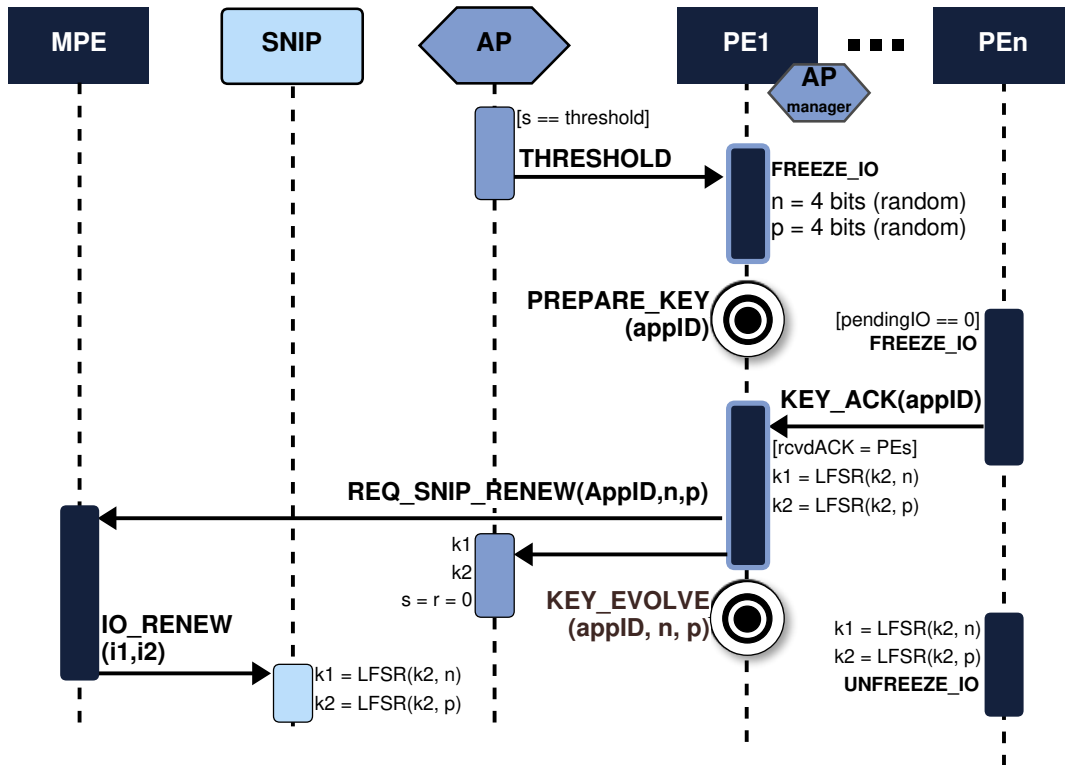 MPE
SNIP
AP
PE1
PEn
AP
manager
[s == threshold]
THRESHOLD
FREEZE_IO
n = 4 bits (random)
p = 4 bits (random)
PREPARE_KEY
(appID)
[pendingIO == 0]
FREEZE_IO
KEY_ACK(appID)
[rcvdACK = PEs]
k1 = LFSR(k2, n)
k2 = LFSR(k2, p)
REQ_SNIP_RENEW(AppID,n,p)
k1
k2
s = r = 0
KEY_EVOLVE
(appID, n, p)
IO_RENEW
(i1,i2)
k1 = LFSR(k2, n)
k2 = LFSR(k2, p)
k1 = LFSR(k2, n)
k2 = LFSR(k2, p)
UNFREEZE_IO